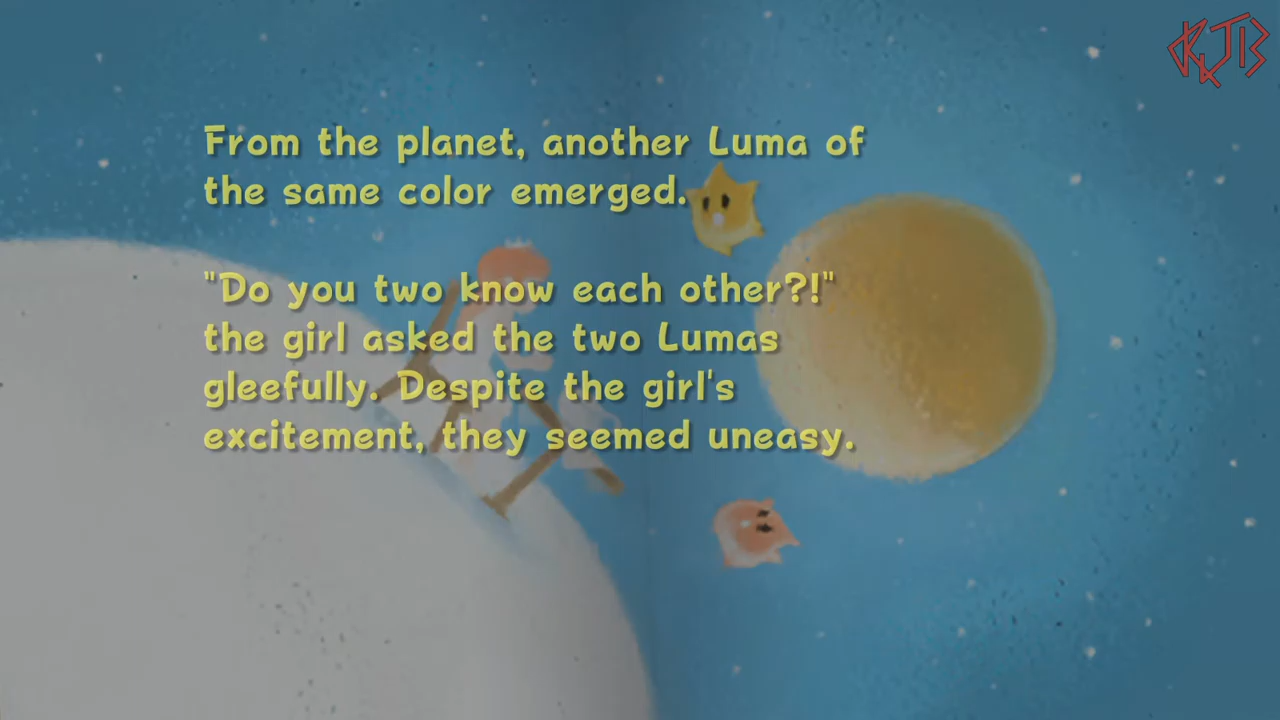 KJB
From the planet, another Luma of
the same color emerged.
"Do you two know each other?!"
the girl asked the two Lumas
gleefully. Despite the girl's
excitement, they seemed uneasy.